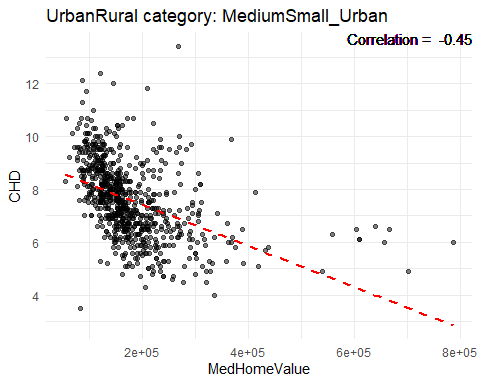 UrbanRural category: MediumSmall_Urban
Correlation = -0.45
12
10
8
6
4
CHD
2e+05
4e+05
6e+05
8e+05
MedHomeValue